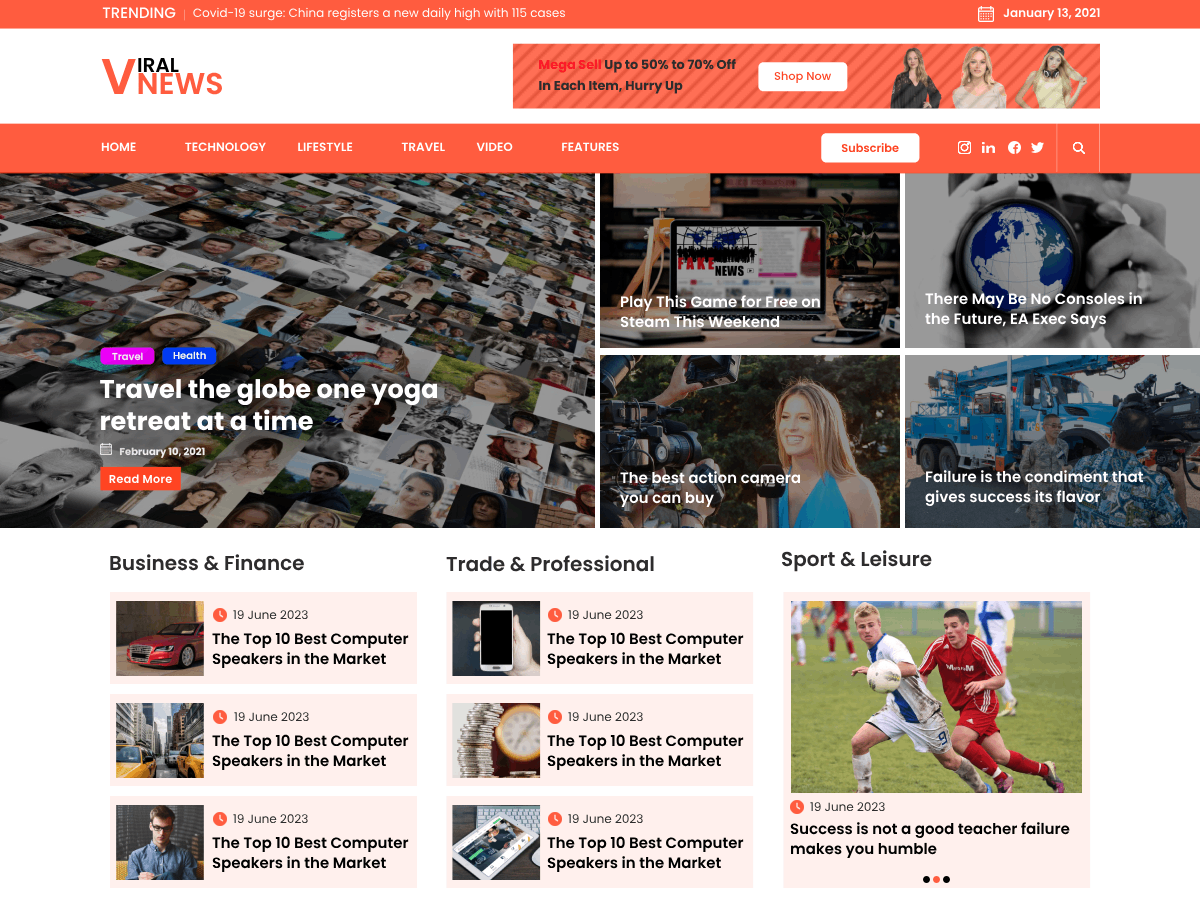 TRENDING | Covid-19 surge: China registers a new daily high with 115 cases
January 13, 2021
VIRAL
NEWS
Mega Sell Up to 50% to 70% Off
In Each Item, Hurry Up
Shop Now
HOME TECHNOLOGY LIFESTYLE TRAVEL VIDEO FEATURES
Subscribe
Travel Health
Travel the globe one yoga
retreat at a time
February 10, 2021
Read More
FAKE
NEWS
Play This Game for Free on
Steam This Weekend
There May Be No Consoles in
the Future, EA Exec Says
The best action camera
you can buy
Failure is the condiment that
gives success its flavor
Business & Finance
19 June 2023
The Top 10 Best Computer
Speakers in the Market
19 June 2023
The Top 10 Best Computer
Speakers in the Market
19 June 2023
The Top 10 Best Computer
Speakers in the Market
Trade & Professional
19 June 2023
The Top 10 Best Computer
Speakers in the Market
19 June 2023
The Top 10 Best Computer
Speakers in the Market
19 June 2023
The Top 10 Best Computer
Speakers in the Market
Sport & Leisure
19 June 2023
Success is not a good teacher failure
makes you humble